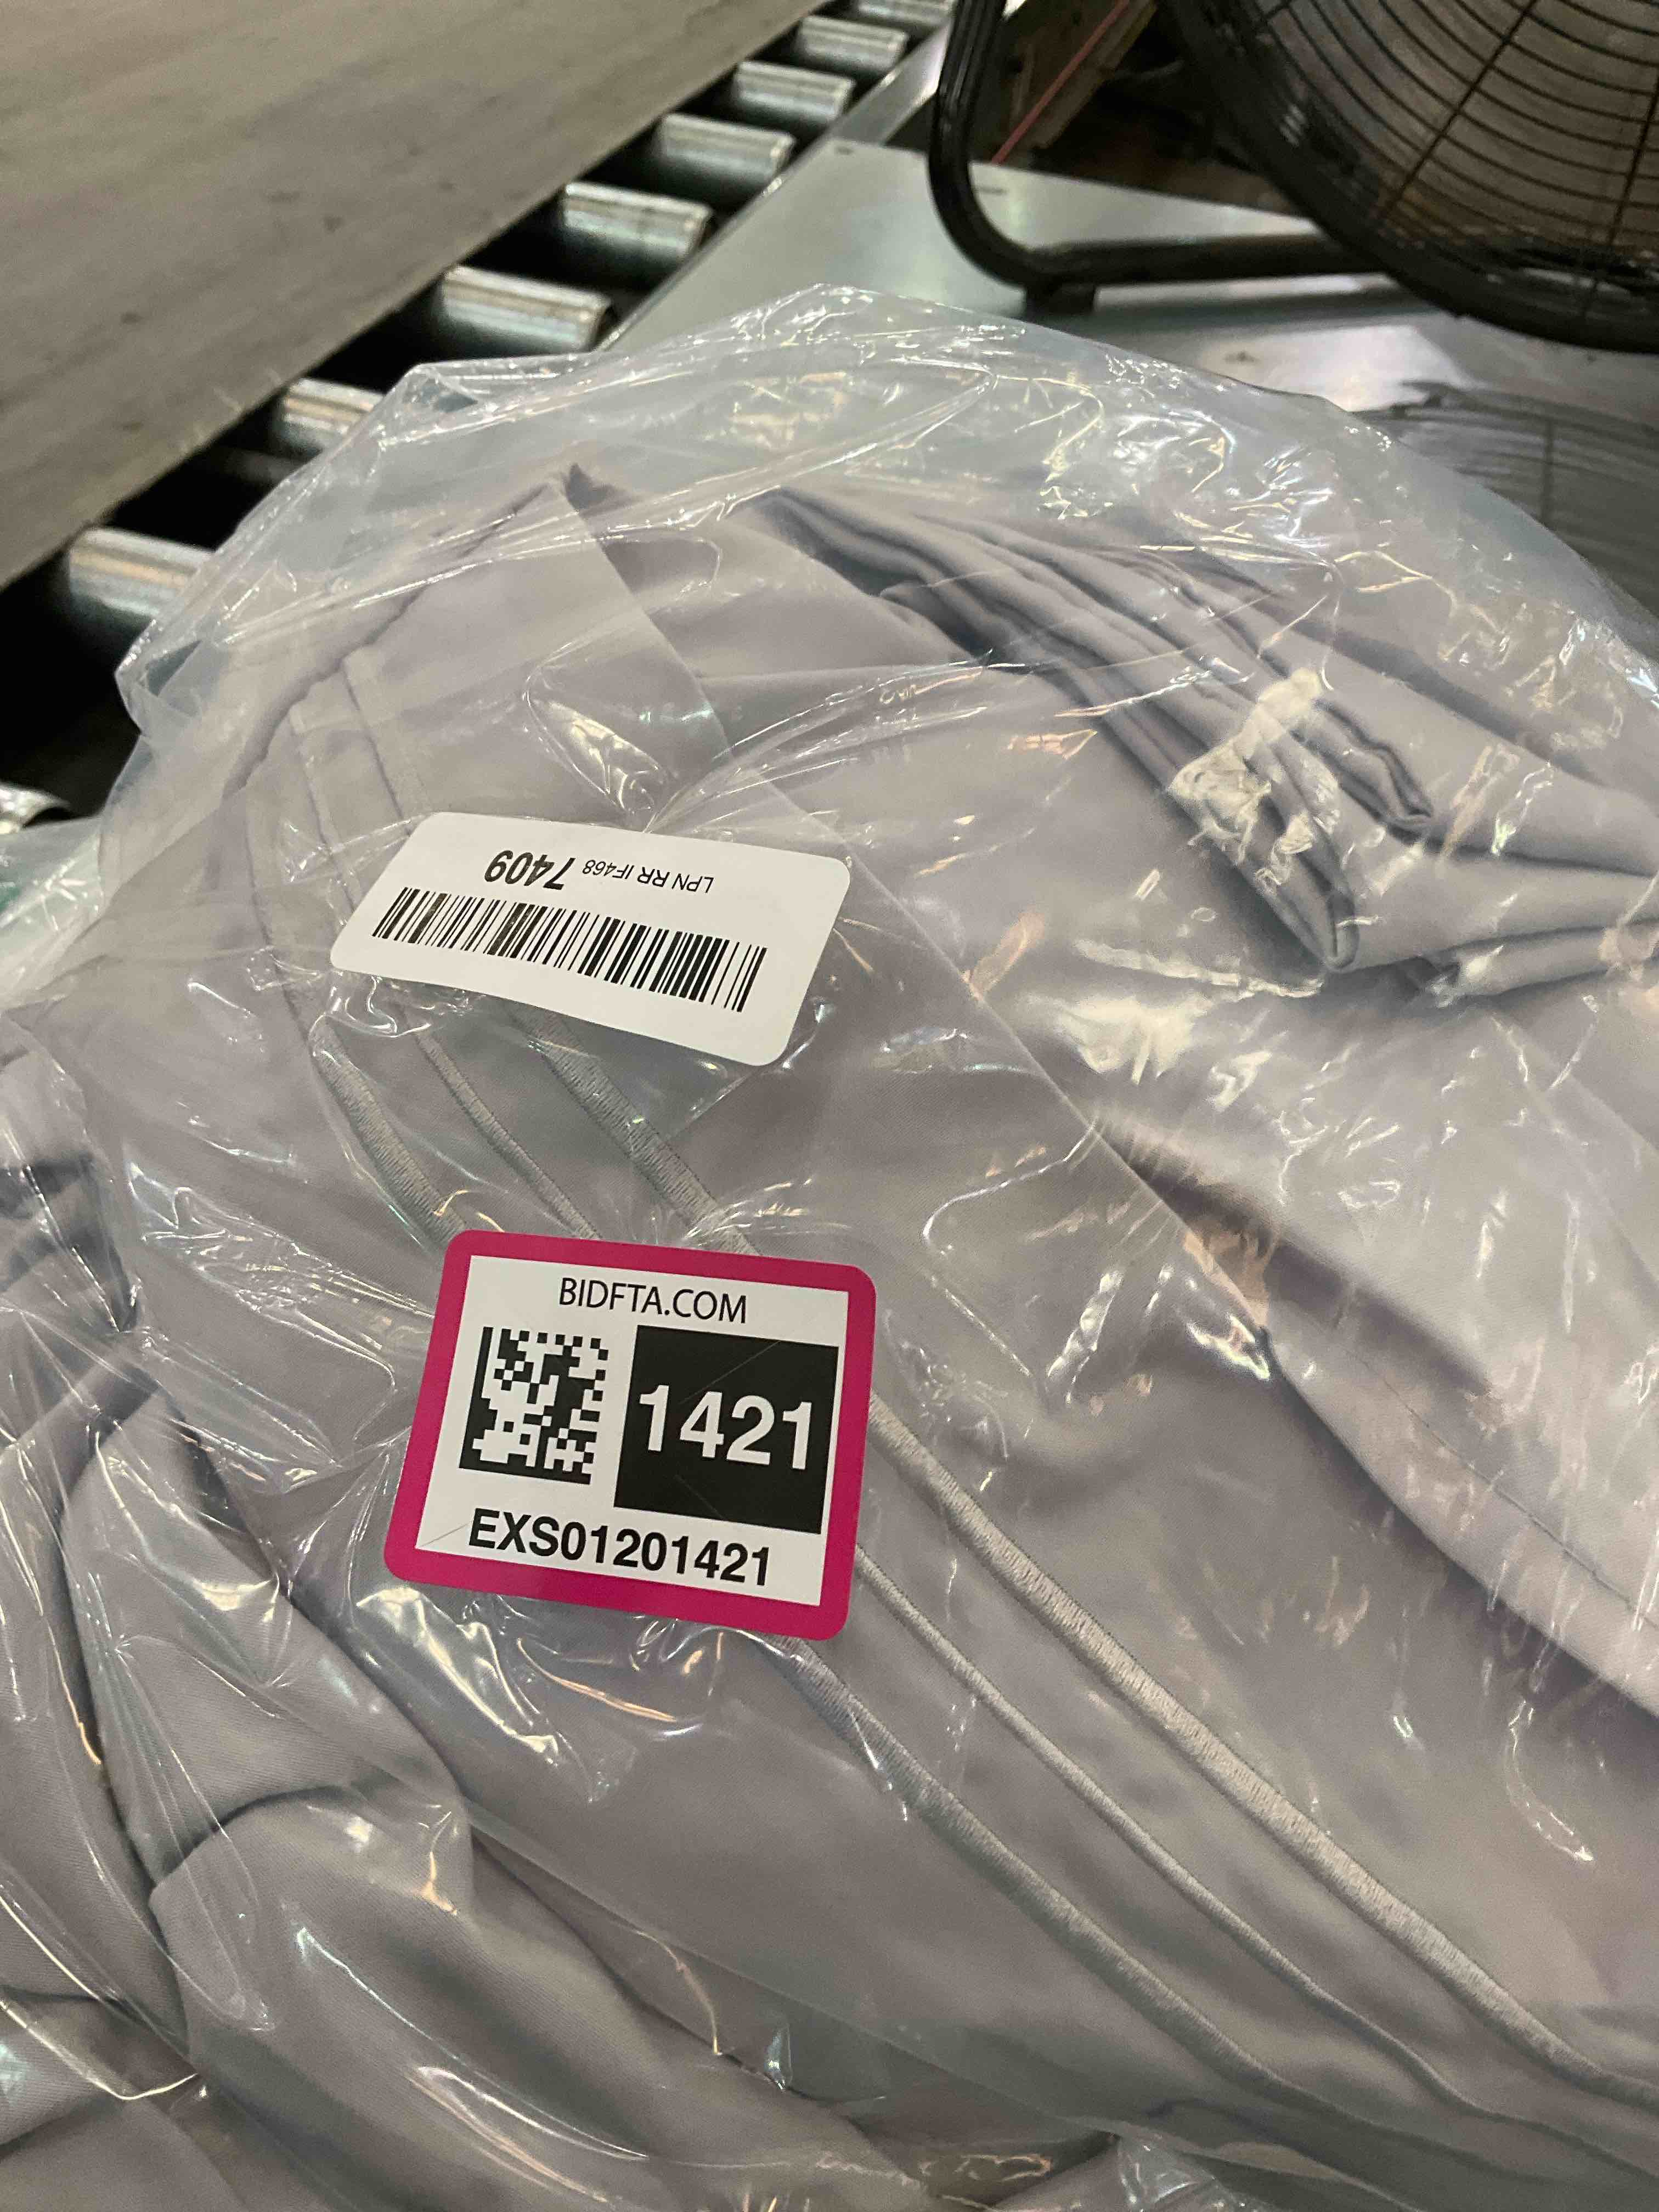 LPN RR IF468 7409
BIDFTA.COM
1421
EXS01201421